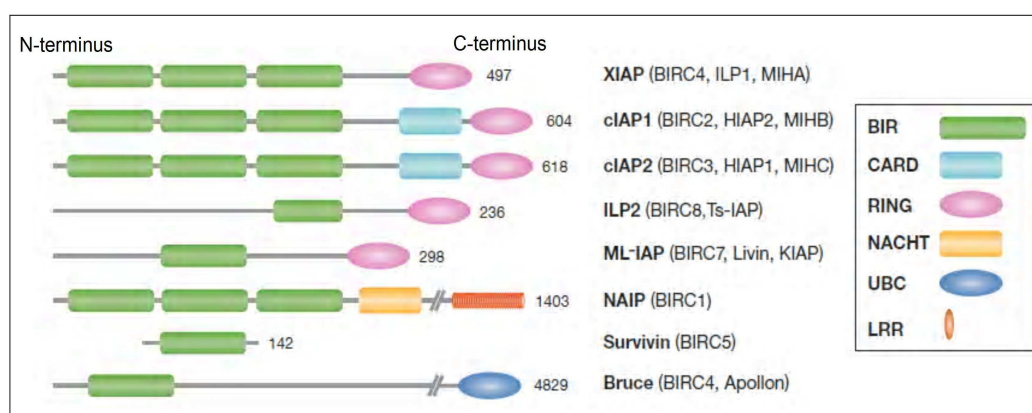 N-terminus C-terminus
497 XIAP (BIRC4, ILP1, MIHA)
604 cIAP1 (BIRC2, HIAP2, MIHB)
618 cIAP2 (BIRC3, HIAP1, MIHC)
236 ILP2 (BIRC8,Ts-IAP)
298 ML-IAP (BIRC7, Livin, KIAP)
1403 NAIP (BIRC1)
142 Survivin (BIRC5)
4829 Bruce (BIRC4, Apollon)
BIR
CARD
RING
NACHT
UBC
LRR